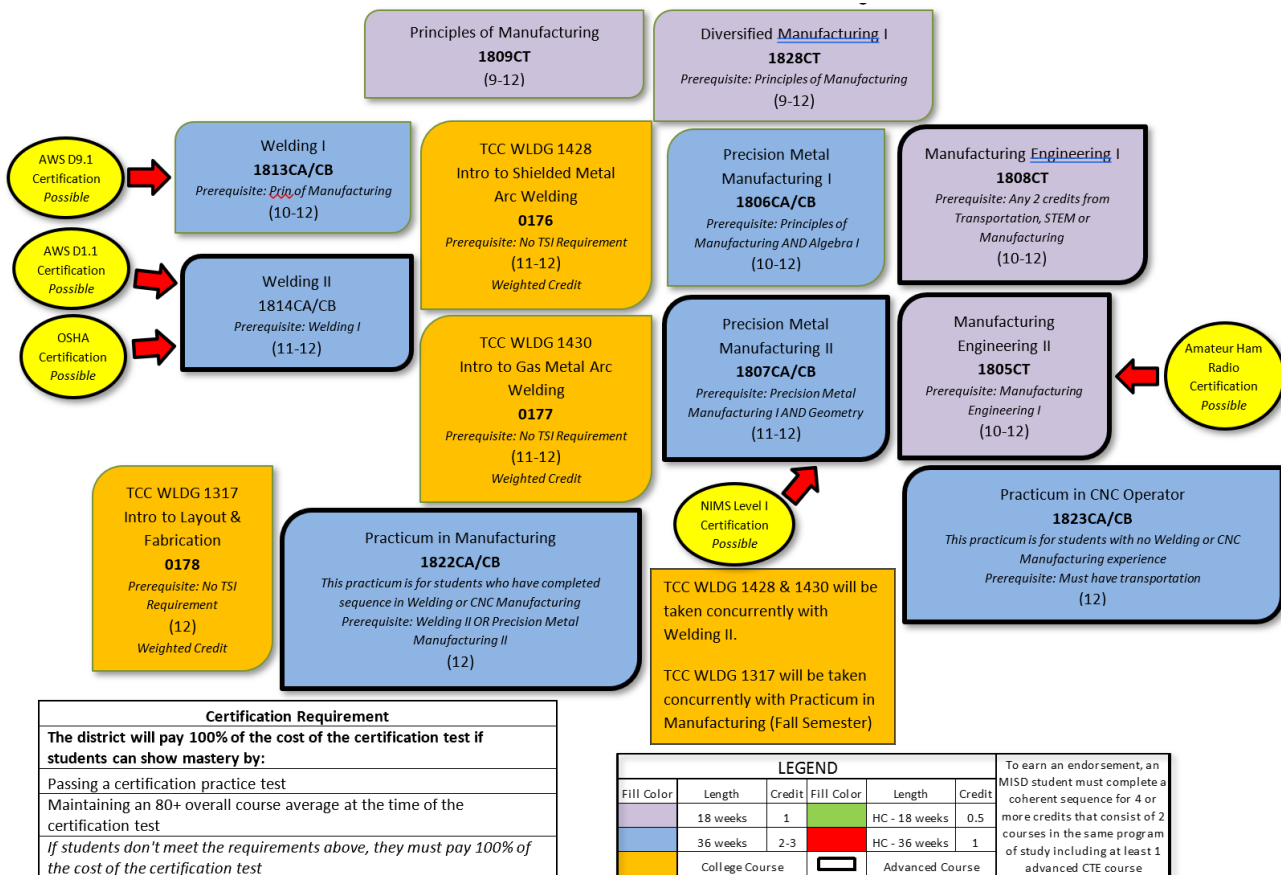 Principles of Manufacturing
1809CT
(9-12)
Diversified Manufacturing I
1828CT
Prerequisite: Principles of Manufacturing
(9-12)
AWS D9.1
Certification
Possible
Welding I
1813CA/CB
Prerequisite: Prin of Manufacturing
(10-12)
TCC WLDG 1428
Intro to Shielded Metal
Arc Welding
0176
Prerequisite: No TSI Requirement
(11-12)
Weighted Credit
Precision Metal
Manufacturing I
1806CA/CB
Prerequisite: Principles of
Manufacturing AND Algebra I
(10-12)
Manufacturing Engineering I
1808CT
Prerequisite: Any 2 credits from
Transportation, STEM or
Manufacturing
(10-12)
AWS D1.1
Certification
Possible
OSHA
Certification
Possible
Welding II
1814CA/CB
Prerequisite: Welding I
(11-12)
TCC WLDG 1430
Intro to Gas Metal Arc
Welding
0177
Prerequisite: No TSI Requirement
(11-12)
Weighted Credit
Precision Metal
Manufacturing II
1807CA/CB
Prerequisite: Precision Metal
Manufacturing I AND Geometry
(11-12)
Manufacturing
Engineering II
1805CT
Prerequisite: Manufacturing
Engineering I
(10-12)
Amateur Ham
Radio
Certification
Possible
TCC WLDG 1317
Intro to Layout &
Fabrication
0178
Prerequisite: No TSI
Requirement
(12)
Weighted Credit
Practicum in Manufacturing
1822CA/CB
This practicum is for students who have completed
sequence in Welding or CNC Manufacturing
Prerequisite: Welding II OR Precision Metal
Manufacturing II
(12)
NIMS Level I
Certification
Possible
Practicum in CNC Operator
1823CA/CB
This practicum is for students with no Welding or CNC
Manufacturing experience
Prerequisite: Must have transportation
(12)
TCC WLDG 1428 & 1430 will be
taken concurrently with
Welding II.
TCC WLDG 1317 will be taken
concurrently with Practicum in
Manufacturing (Fall Semester)
Certification Requirement
The district will pay 100% of the cost of the certification test if
students can show mastery by:
Passing a certification practice test
Maintaining an 80+ overall course average at the time of the
certification test
If students don't meet the requirements above, they must pay 100% of
the cost of the certification test
LEGEND
Fill Color Length Credit Fill Color Length Credit
18 weeks 1 HC - 18 weeks 0.5
36 weeks 2-3 HC - 36 weeks 1
College Course Advanced Course
To earn an endorsement, an
MISD student must complete a
coherent sequence for 4 or
more credits that consist of 2
courses in the same program
of study including at least 1
advanced CTE course